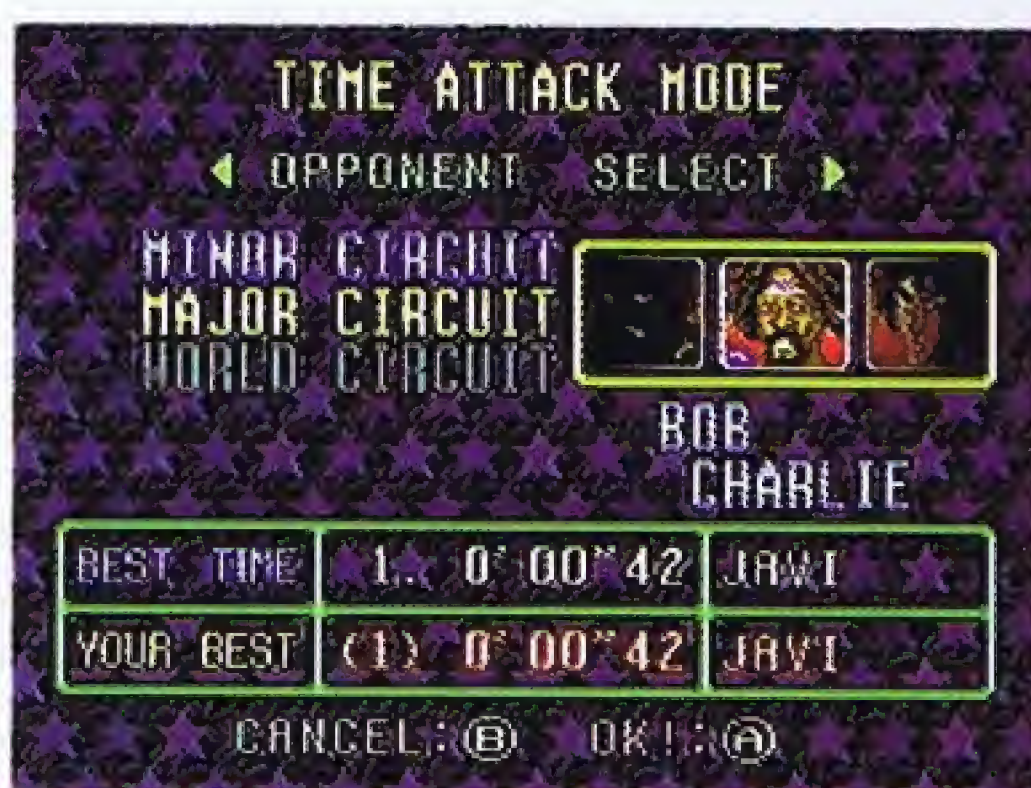 TIME ATTACK MODE
OPPONENT SELECT
MINOR CIRCUIT
MAJOR CIRCUIT
WORLD CIRCUIT
BOB
CHARLIE
BEST TIME 1. 0'00"42 JAVI
YOUR BEST (1) 0'00"42 JAVI
CANCEL:Ⓑ OK!:Ⓐ